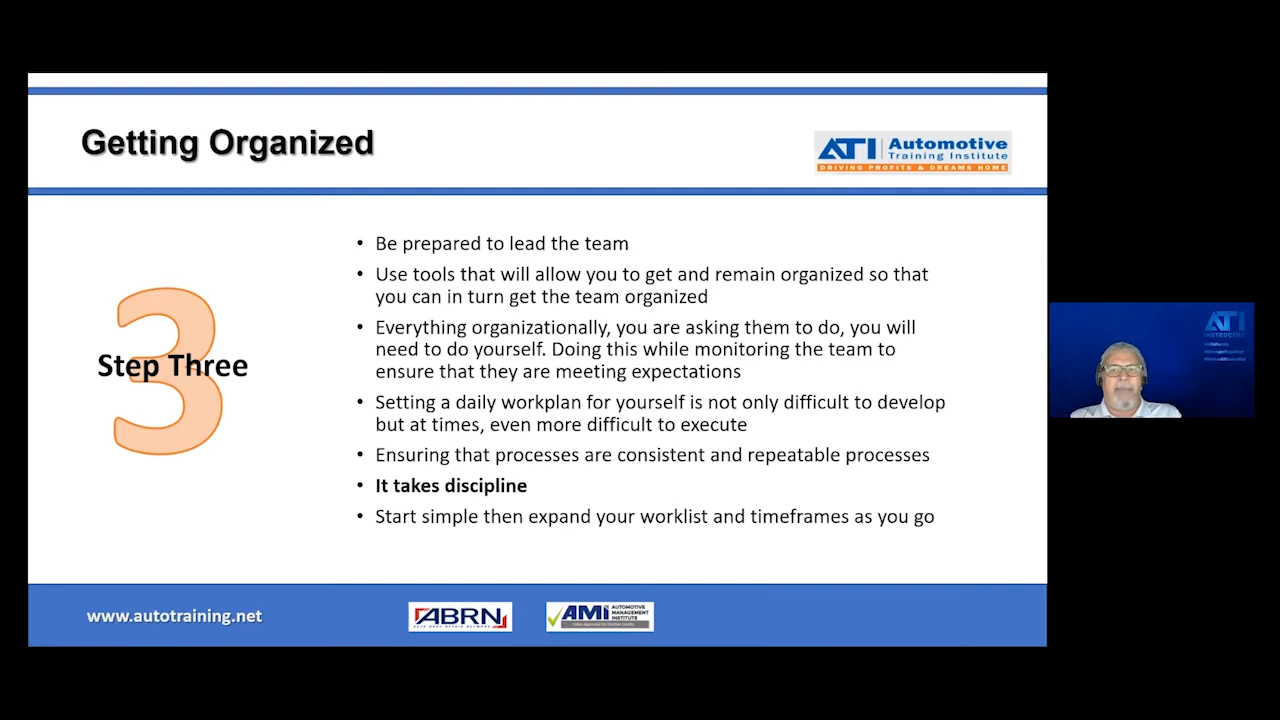 Getting Organized
ATI Automotive
Training Institute
DRIVING PROFITS & DREAMS HOME
3
Step Three
• Be prepared to lead the team
• Use tools that will allow you to get and remain organized so that
you can in turn get the team organized
• Everything organizationally, you are asking them to do, you will
need to do yourself. Doing this while monitoring the team to
ensure that they are meeting expectations
• Setting a daily workplan for yourself is not only difficult to develop
but at times, even more difficult to execute
• Ensuring that processes are consistent and repeatable processes
• It takes discipline
• Start simple then expand your worklist and timeframes as you go
ATI
INSTRUCTOR
www.autotraining.net
ABRN
AUTO BODY REPAIR NETWORK
AMi AUTOMOTIVE
MANAGEMENT
INSTITUTE